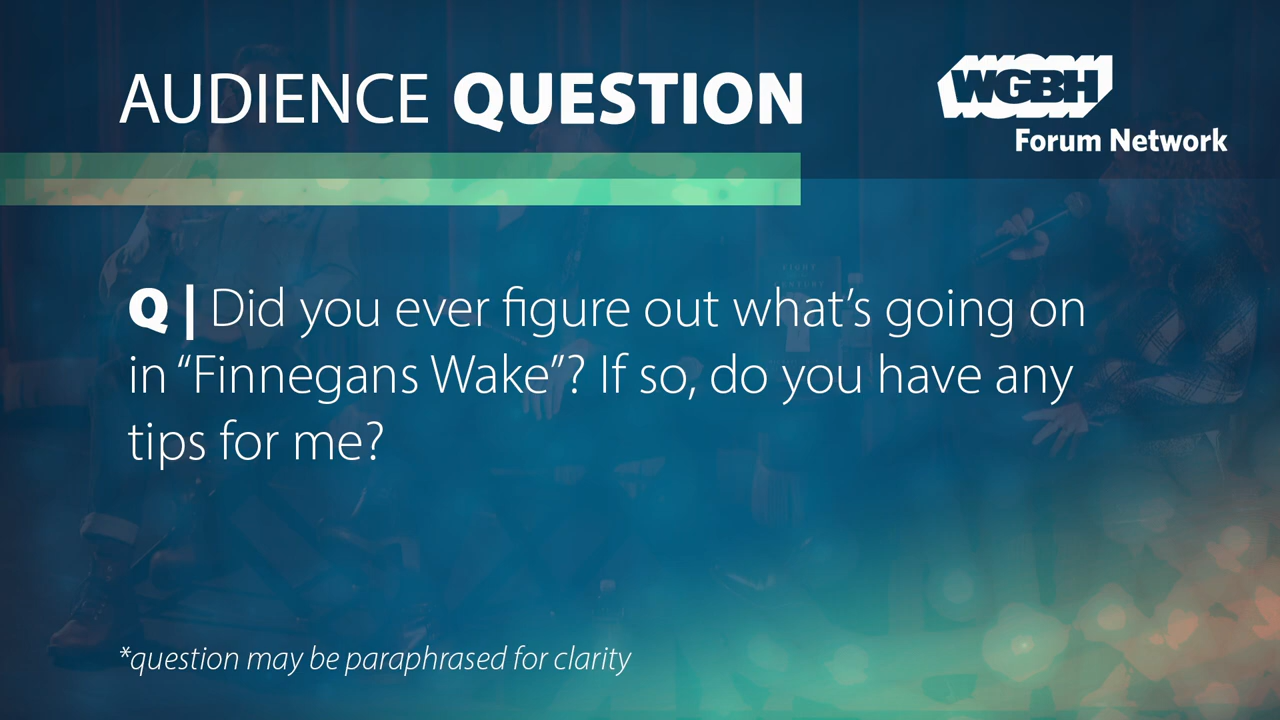 AUDIENCE QUESTION
WGBH
Forum Network
Q | Did you ever figure out what’s going on
in “Finnegans Wake”? If so, do you have any
tips for me?
*question may be paraphrased for clarity